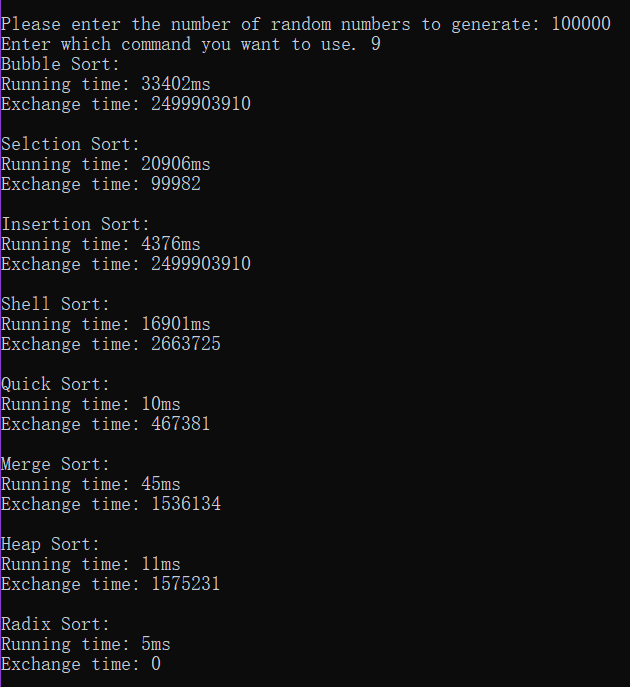 Please enter the number of random numbers to generate: 100000
Enter which command you want to use. 9
Bubble Sort:
Running time: 33402ms
Exchange time: 2499903910
Selction Sort:
Running time: 20906ms
Exchange time: 99982
Insertion Sort:
Running time: 4376ms
Exchange time: 2499903910
Shell Sort:
Running time: 16901ms
Exchange time: 2663725
Quick Sort:
Running time: 10ms
Exchange time: 467381
Merge Sort:
Running time: 45ms
Exchange time: 1536134
Heap Sort:
Running time: 11ms
Exchange time: 1575231
Radix Sort:
Running time: 5ms
Exchange time: 0